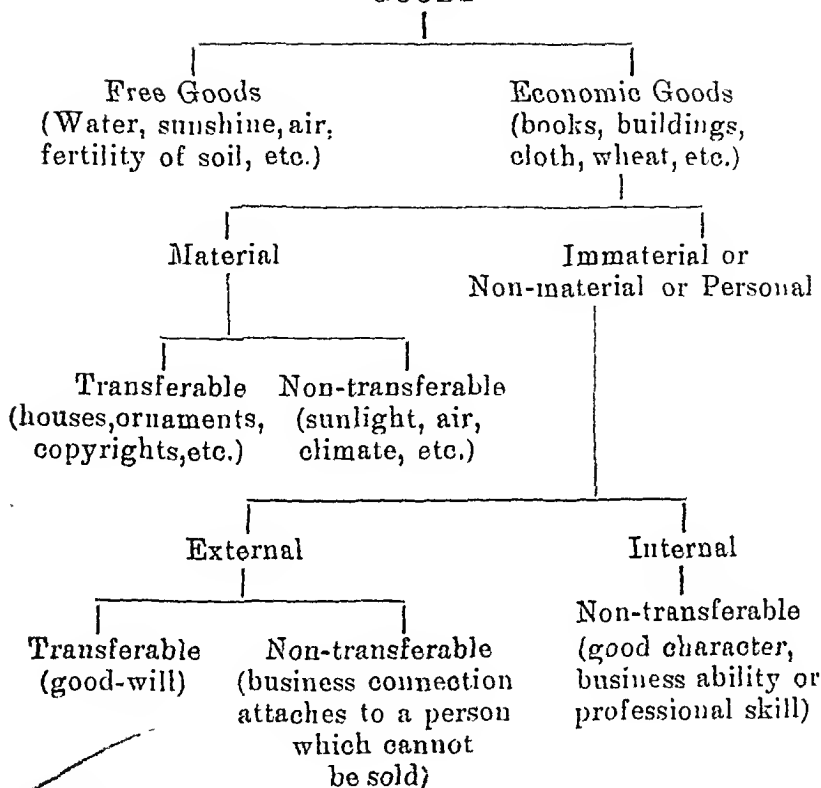 Free Goods
(Water, sunshine, air,
fertility of soil, etc.)
Economic Goods
(books, buildings,
cloth, wheat, etc.)
Material
Immaterial or
Non-material or Personal
Transferable
(houses,ornaments,
copyrights,etc.)
Non-transferable
(sunlight, air,
climate, etc.)
External
Internal
Transferable
(good-will)
Non-transferable
(business connection
attaches to a person
which cannot
be sold)
Non-transferable
(good character,
business ability or
professional skill)